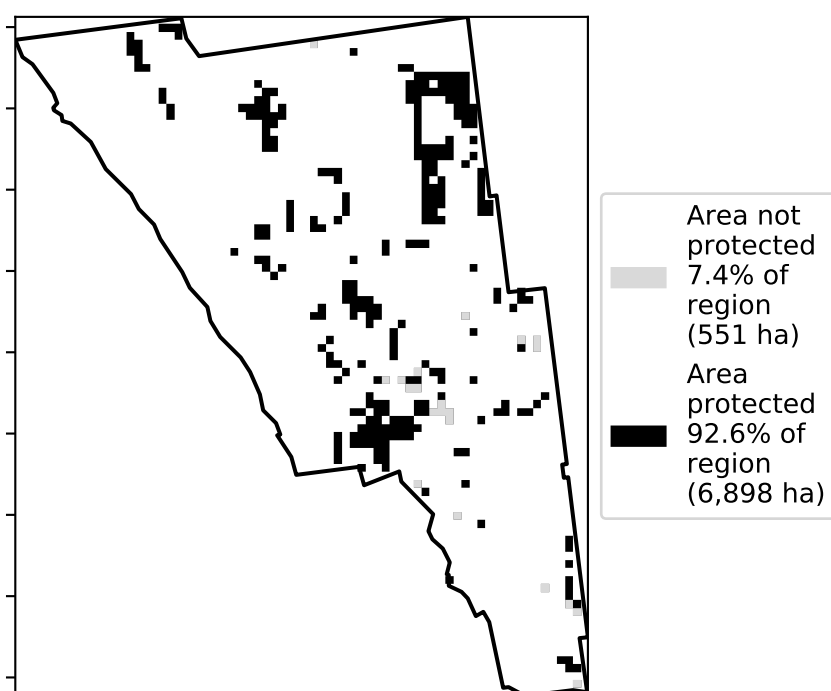 Area not
protected
7.4% of
region
(551 ha)
Area
protected
92.6% of
region
(6,898 ha)